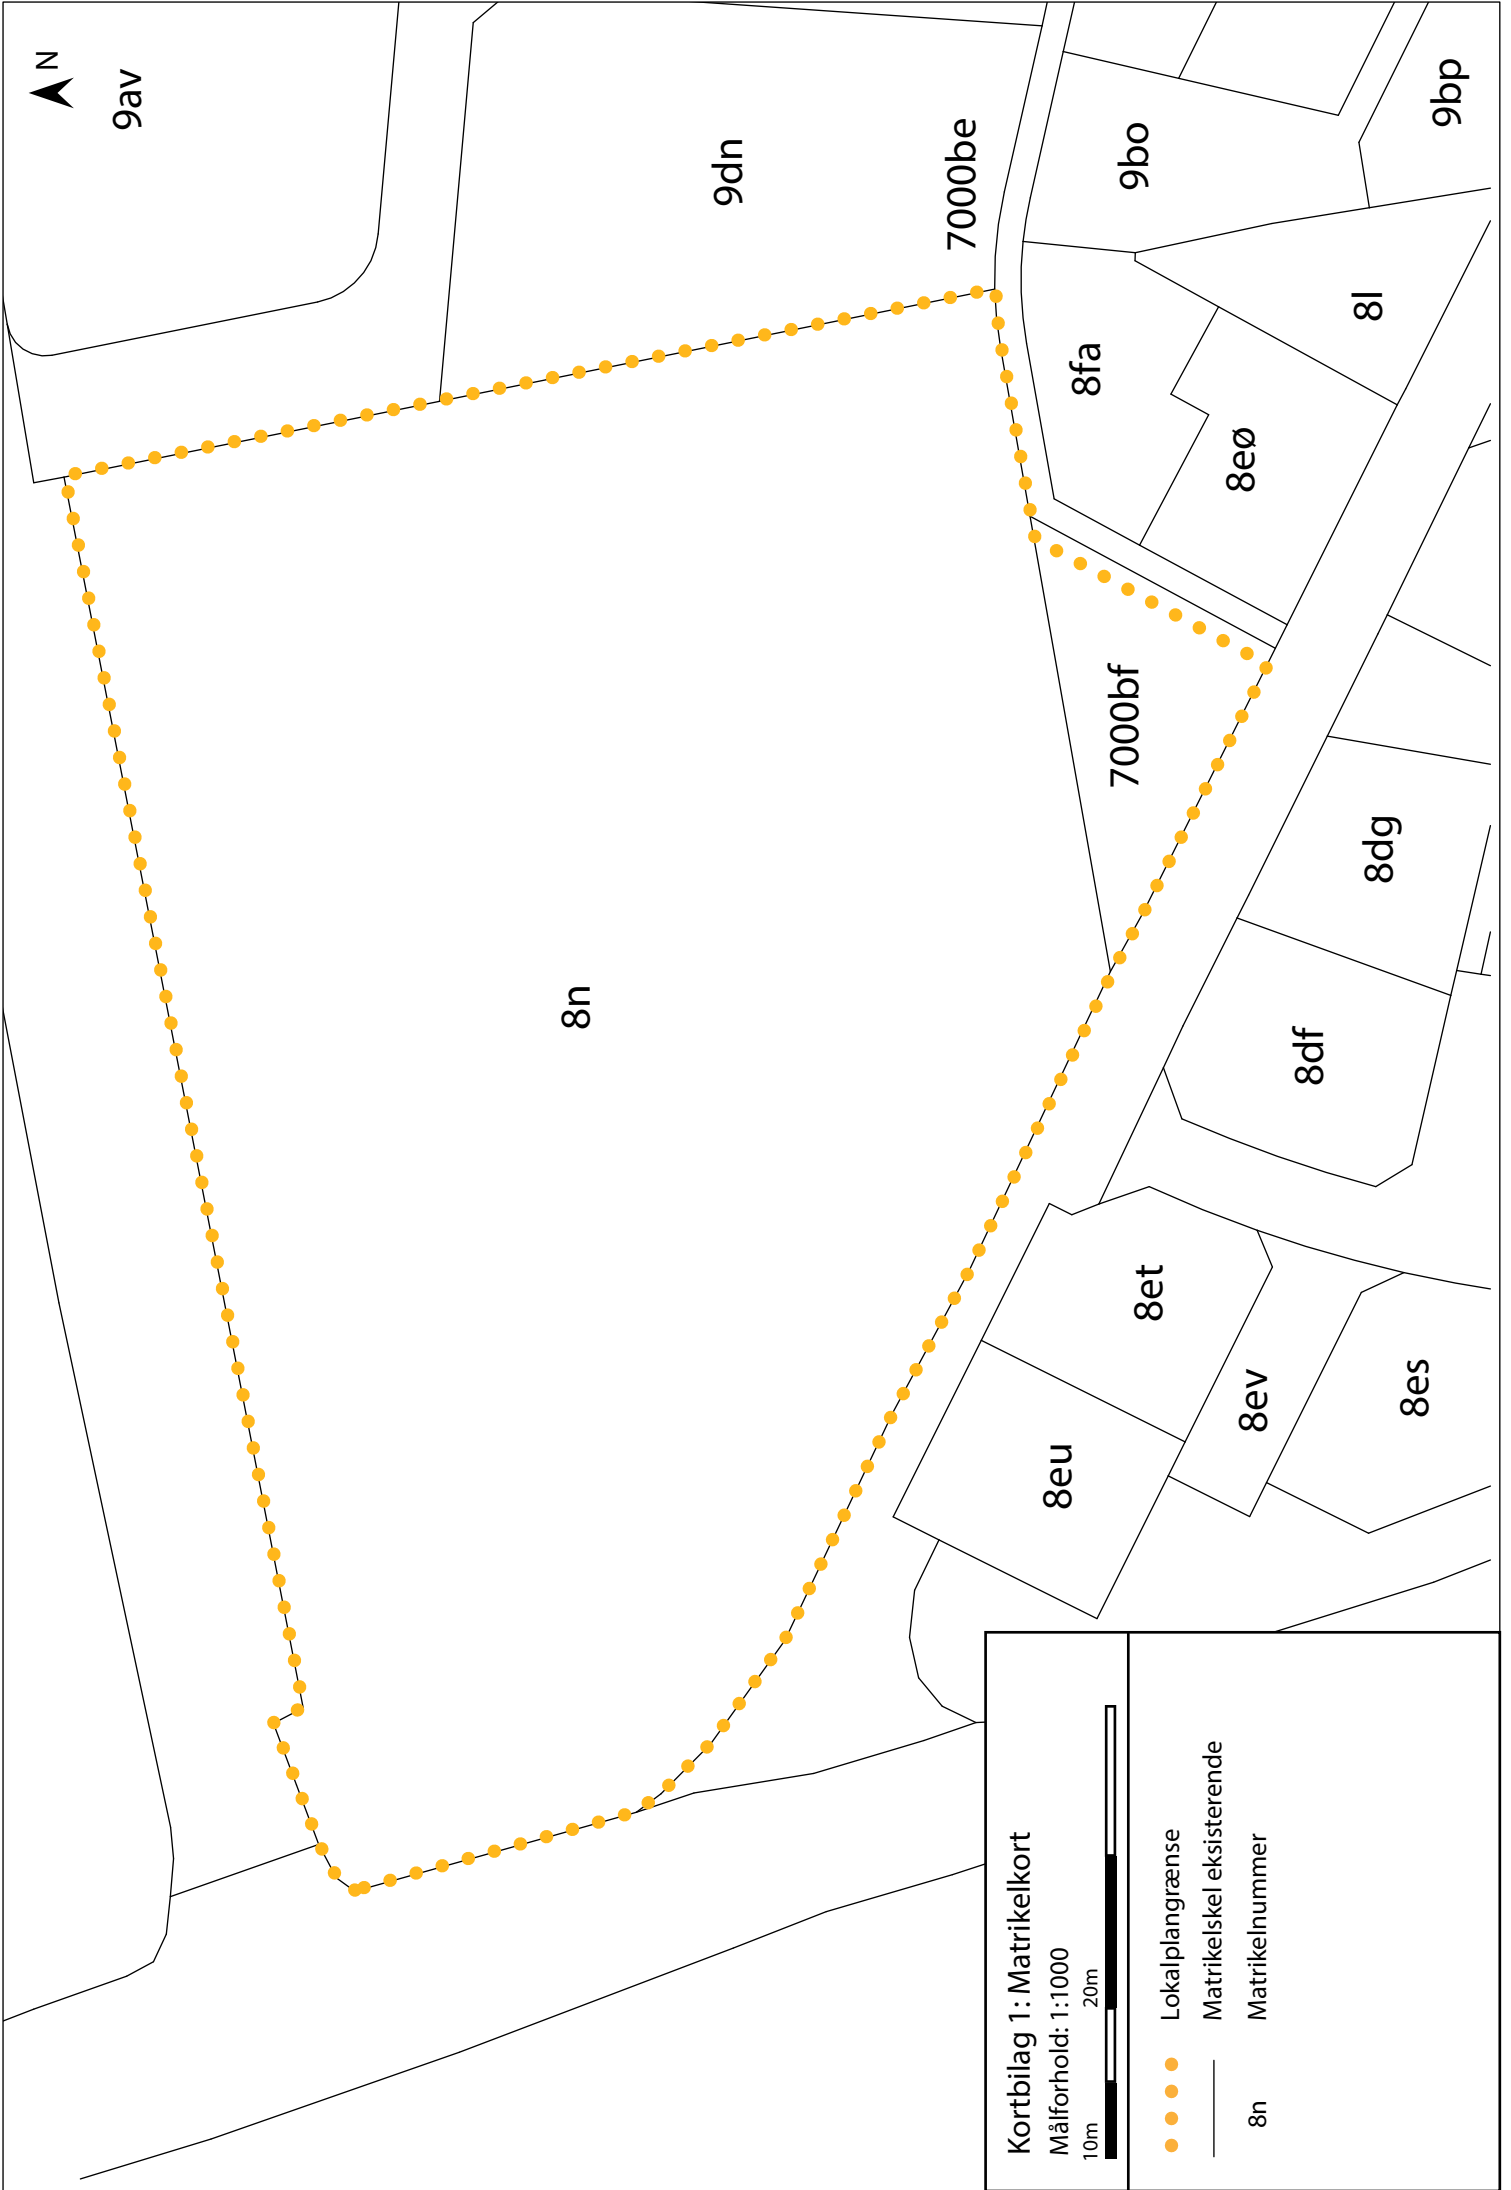 N
9av
9dn
7000be
9bo
9bp
8l
8fa
8eø
7000bf
8n
8dg
8df
8et
8ev
8es
8eu
Kortbilag 1: Matrikelkort
Målforhold: 1:1000
10m 20m
Lokalplangrænse
Matrikelskel eksisterende
8n Matrikelnummer